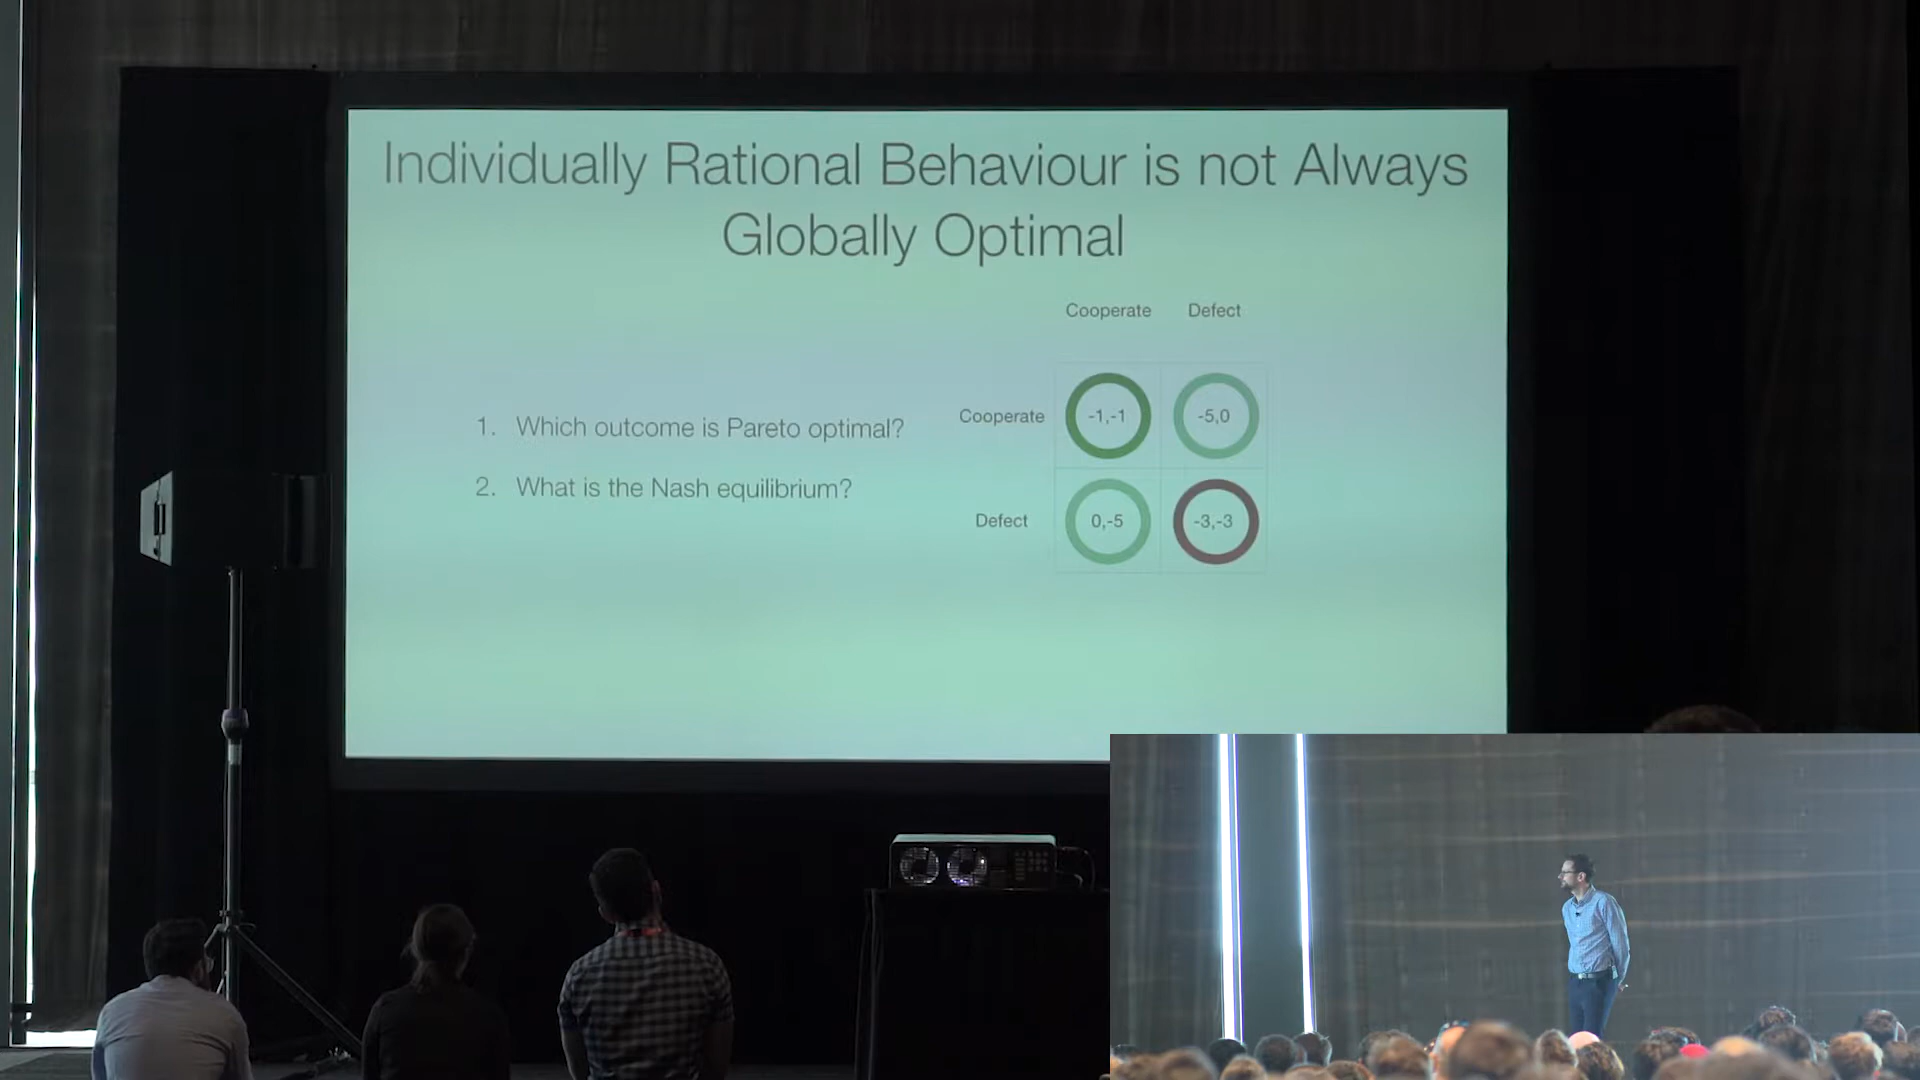 Individually Rational Behaviour is not Always
Globally Optimal
Cooperate Defect
1. Which outcome is Pareto optimal?
2. What is the Nash equilibrium?
Cooperate -1,-1 -5,0
Defect 0,-5 -3,-3